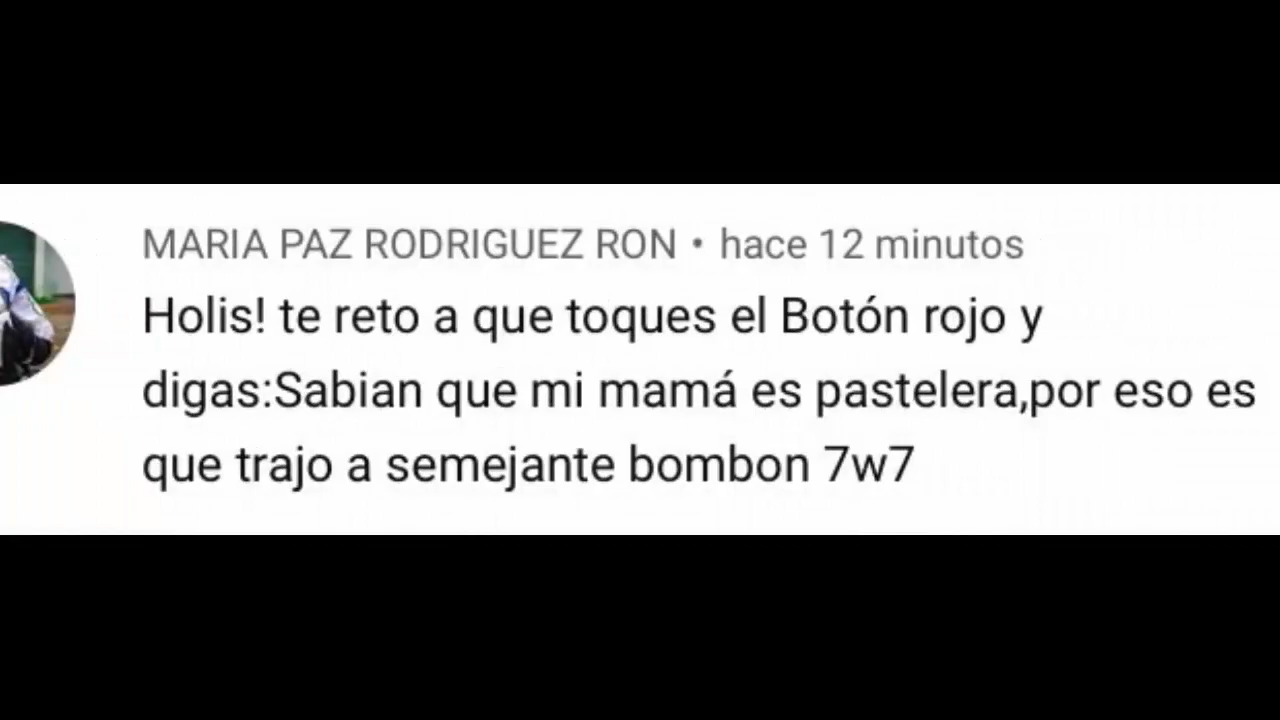 MARIA PAZ RODRIGUEZ RON • hace 12 minutos
Holis! te reto a que toques el Botón rojo y
digas:Sabian que mi mamá es pastelera,por eso es
que trajo a semejante bombon 7w7